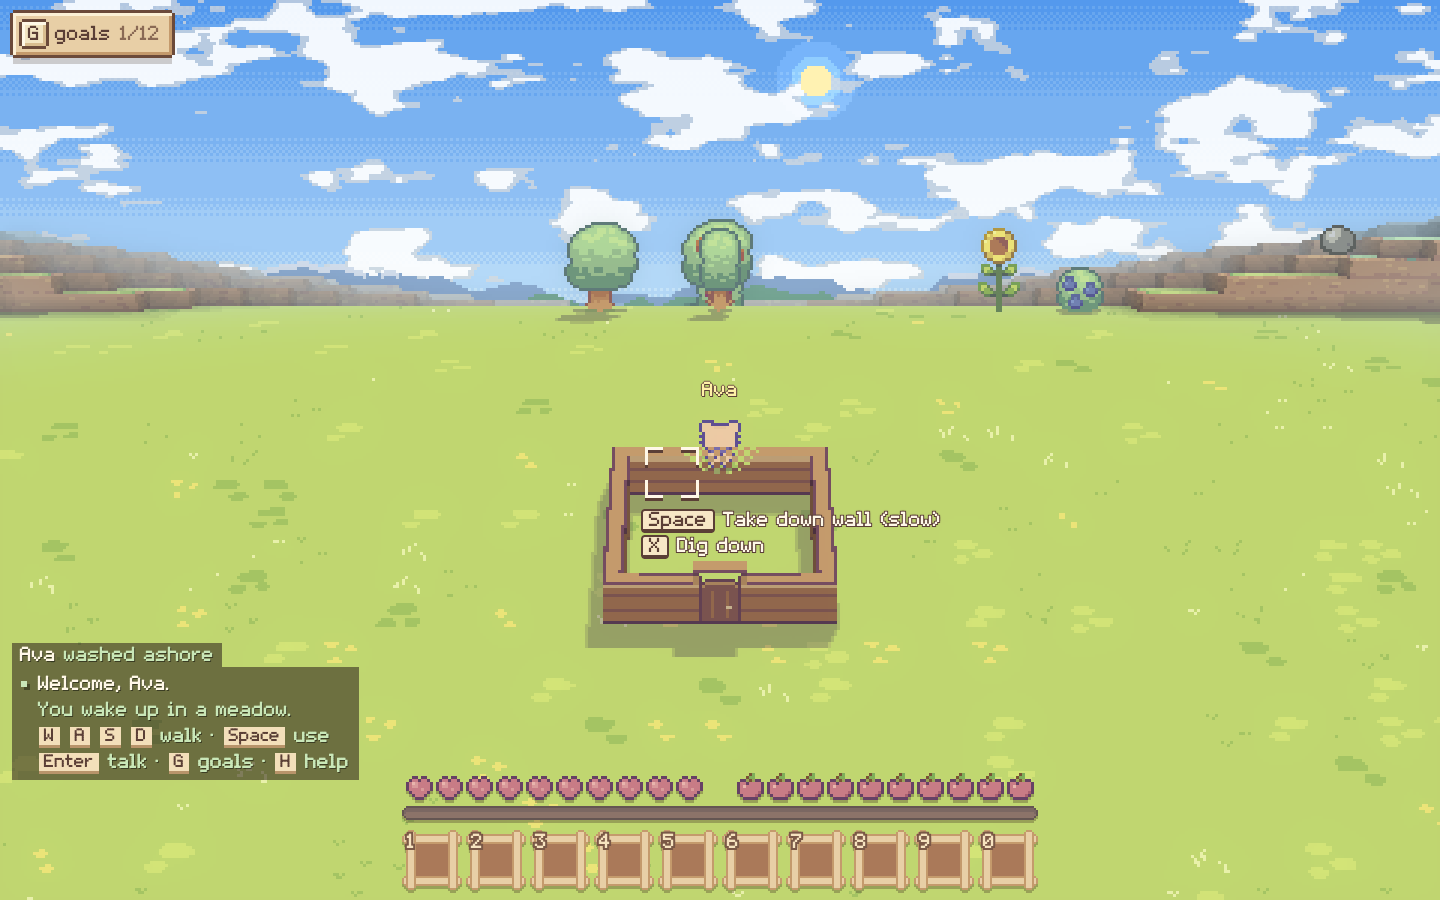 G goals 1/12
Ava
Space Take down wall (slow)
X Dig down
Ava washed ashore
Welcome, Ava.
You wake up in a meadow.
W A S D walk · Space use
Enter talk · G goals · H help
1 2 3 4 5 6 7 8 9 0